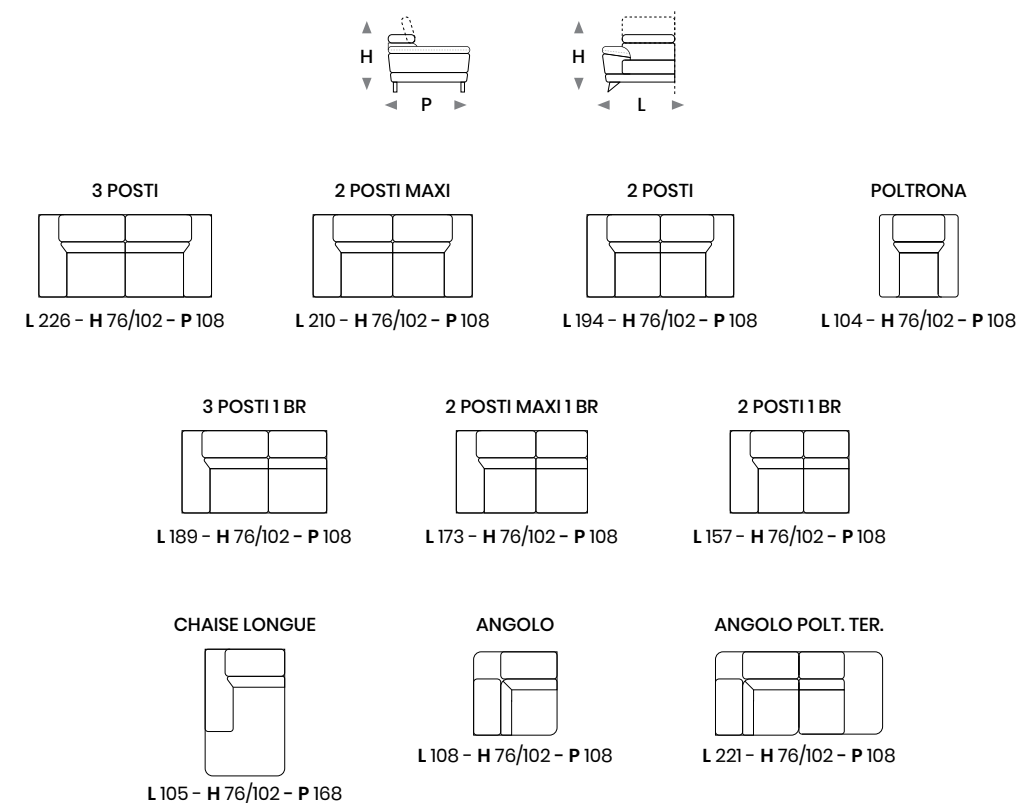 H
P
H
L
3 POSTI
2 POSTI MAXI
2 POSTI
POLTRONA
L 226 - H 76/102 - P 108
L 210 - H 76/102 - P 108
L 194 - H 76/102 - P 108
L 104 - H 76/102 - P 108
3 POSTI 1 BR
2 POSTI MAXI 1 BR
2 POSTI 1 BR
L 189 - H 76/102 - P 108
L 173 - H 76/102 - P 108
L 157 - H 76/102 - P 108
CHAISE LONGUE
ANGOLO
ANGOLO POLT. TER.
L 105 - H 76/102 - P 168
L 108 - H 76/102 - P 108
L 221 - H 76/102 - P 108